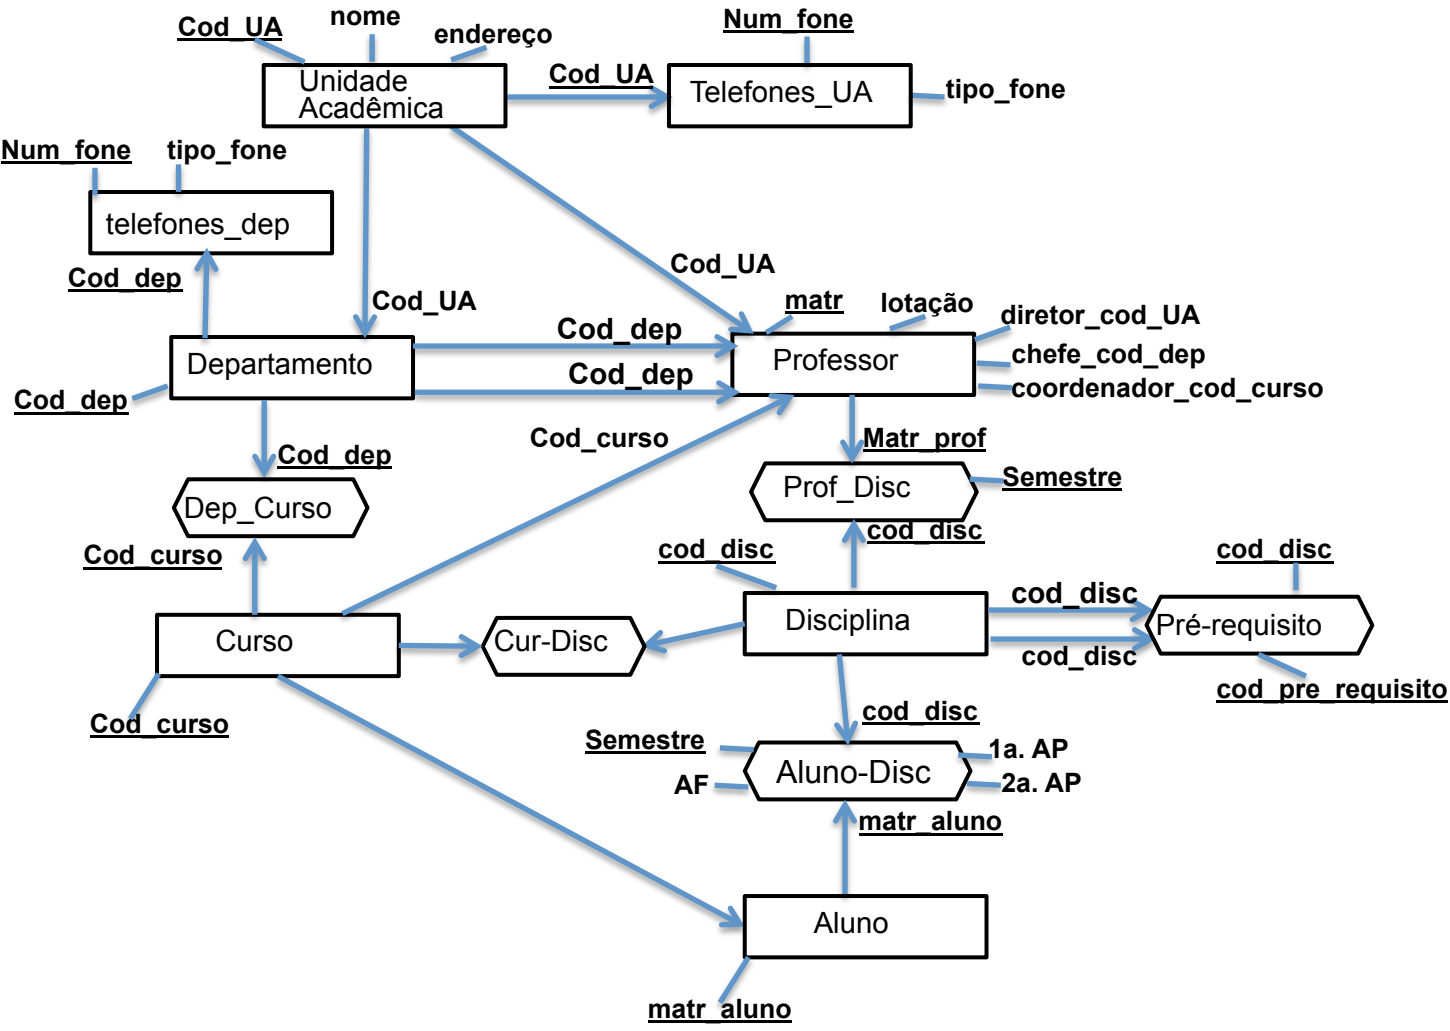 Cod_UA
nome
endereço
Num_fone
Unidade
Acadêmica
Cod_UA
Telefones_UA
tipo_fone
Num_fone
tipo_fone
telefones_dep
Cod_dep
Cod_UA
Cod_UA
matr
lotação
diretor_cod_UA
Departamento
Cod_dep
Professor
chefe_cod_dep
Cod_dep
coordenador_cod_curso
Cod_dep
Cod_curso
Matr_prof
Cod_dep
Prof_Disc
Semestre
Dep_Curso
cod_disc
Cod_curso
cod_disc
cod_disc
cod_disc
Curso
Cur-Disc
Disciplina
Pré-requisito
cod_disc
cod_pre_requisito
Cod_curso
cod_disc
Semestre
1a. AP
Aluno-Disc
AF
2a. AP
matr_aluno
Aluno
matr_aluno